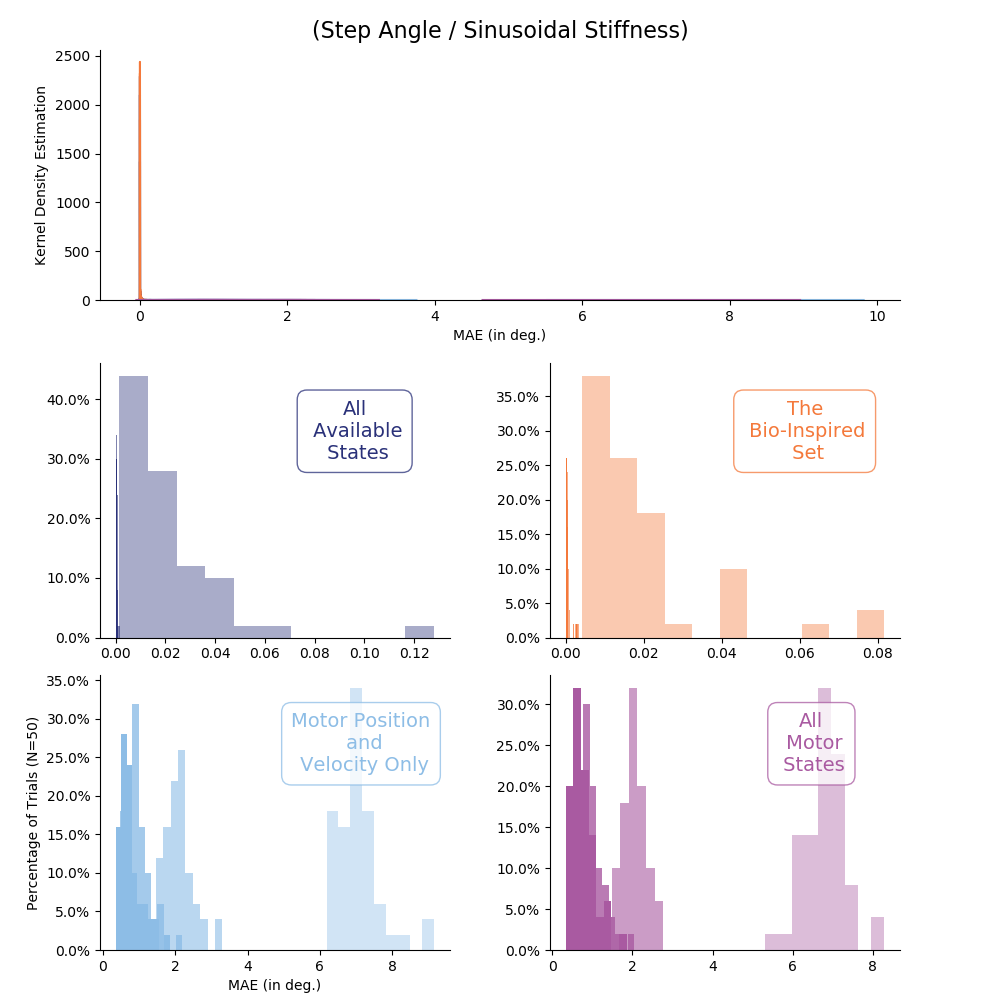 (Step Angle / Sinusoidal Stiffness)
Kernel Density Estimation
2500
2000
1500
1000
500
0
0 2 4 6 8 10
MAE (in deg.)
All
Available
States
40.0%
30.0%
20.0%
10.0%
0.0%
0.00 0.02 0.04 0.06 0.08 0.10 0.12
The
Bio-Inspired
Set
35.0%
30.0%
25.0%
20.0%
15.0%
10.0%
5.0%
0.0%
0.00 0.02 0.04 0.06 0.08
Percentage of Trials (N=50)
Motor Position
and
Velocity Only
35.0%
30.0%
25.0%
20.0%
15.0%
10.0%
5.0%
0.0%
0 2 4 6 8
MAE (in deg.)
All
Motor
States
30.0%
25.0%
20.0%
15.0%
10.0%
5.0%
0.0%
0 2 4 6 8